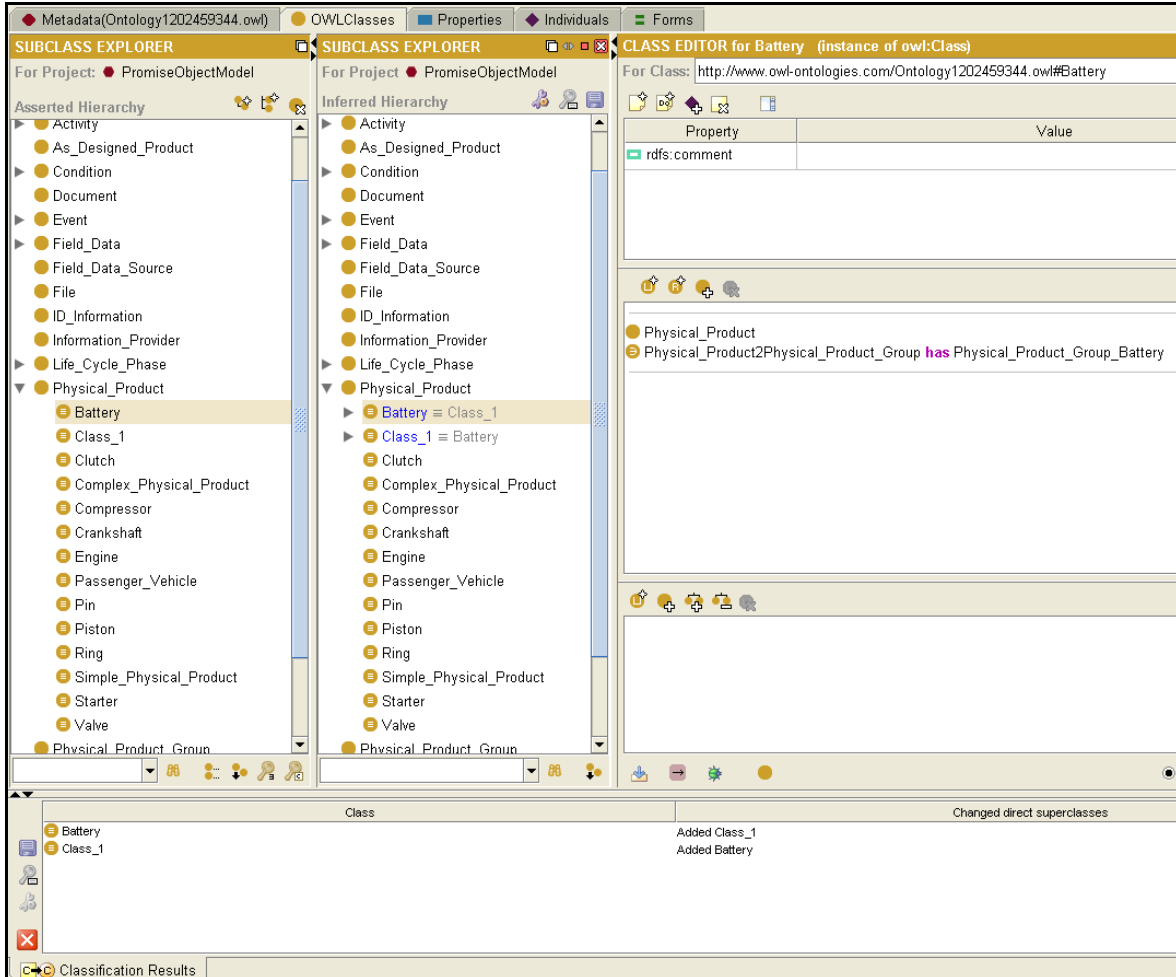 Metadata(Ontology1202459344.owl) OWLClasses Properties Individuals Forms
SUBCLASS EXPLORER
For Project: PromiseObjectModel
Asserted Hierarchy
Activity
As_Designed_Product
Condition
Document
Event
Field_Data
Field_Data_Source
File
ID_Information
Information_Provider
Life_Cycle_Phase
Physical_Product
Battery
Class_1
Clutch
Complex_Physical_Product
Compressor
Crankshaft
Engine
Passenger_Vehicle
Pin
Piston
Ring
Simple_Physical_Product
Starter
Valve
Physical_Product_Group
SUBCLASS EXPLORER
For Project PromiseObjectModel
Inferred Hierarchy
Activity
As_Designed_Product
Condition
Document
Event
Field_Data
Field_Data_Source
File
ID_Information
Information_Provider
Life_Cycle_Phase
Physical_Product
Battery ≡ Class_1
Class_1 ≡ Battery
Clutch
Complex_Physical_Product
Compressor
Crankshaft
Engine
Passenger_Vehicle
Pin
Piston
Ring
Simple_Physical_Product
Starter
Valve
Physical_Product_Group
CLASS EDITOR for Battery (instance of owl:Class)
For Class: http://www.owl-ontologies.com/Ontology1202459344.owl#Battery
Property Value
rdfs:comment
Physical_Product
Physical_Product2Physical_Product_Group has Physical_Product_Group_Battery
Class Changed direct superclasses
Battery Added Class_1
Class_1 Added Battery
Classification Results